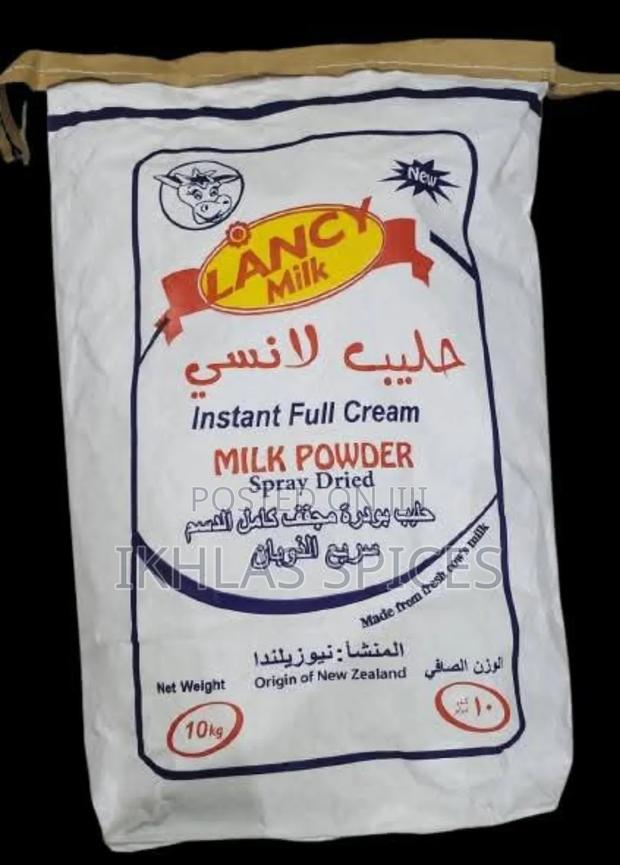 New
LANCY
Milk
حليب لانسي
Instant Full Cream
MILK POWDER
Spray Dried
POSTED ON JIJI
حليب بودرة مجفف كامل الدسم
IKHLAS SPICES
سريع الذوبان
Made from fresh cow's milk
المنشأ: نيوزيلندا
Origin of New Zealand
Net Weight
الوزن الصافي
10kg
١٠